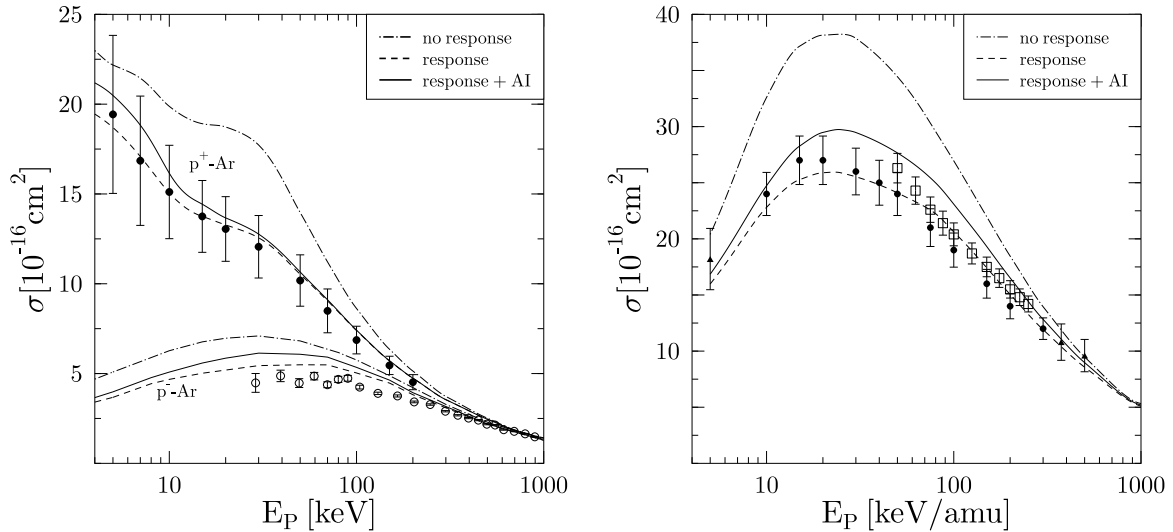 25
20
15
10
5
0
10
100
1000
σ[10⁻¹⁶cm²]
E_P [keV]
no response
response
response + AI
p⁺-Ar
p⁻-Ar
40
30
20
10
10
100
1000
σ[10⁻¹⁶cm²]
E_P [keV/amu]
no response
response
response + AI